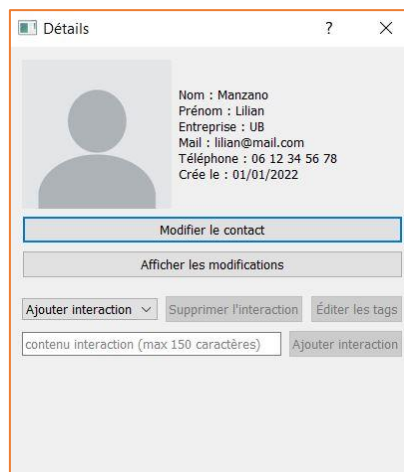 Détails ?
Nom : Manzano
Prénom : Lilian
Entreprise : UB
Mail : lilian@mail.com
Téléphone : 06 12 34 56 78
Crée le : 01/01/2022
Modifier le contact
Afficher les modifications
Ajouter interaction Supprimer l'interaction Éditer les tags
contenu interaction (max 150 caractères) Ajouter interaction